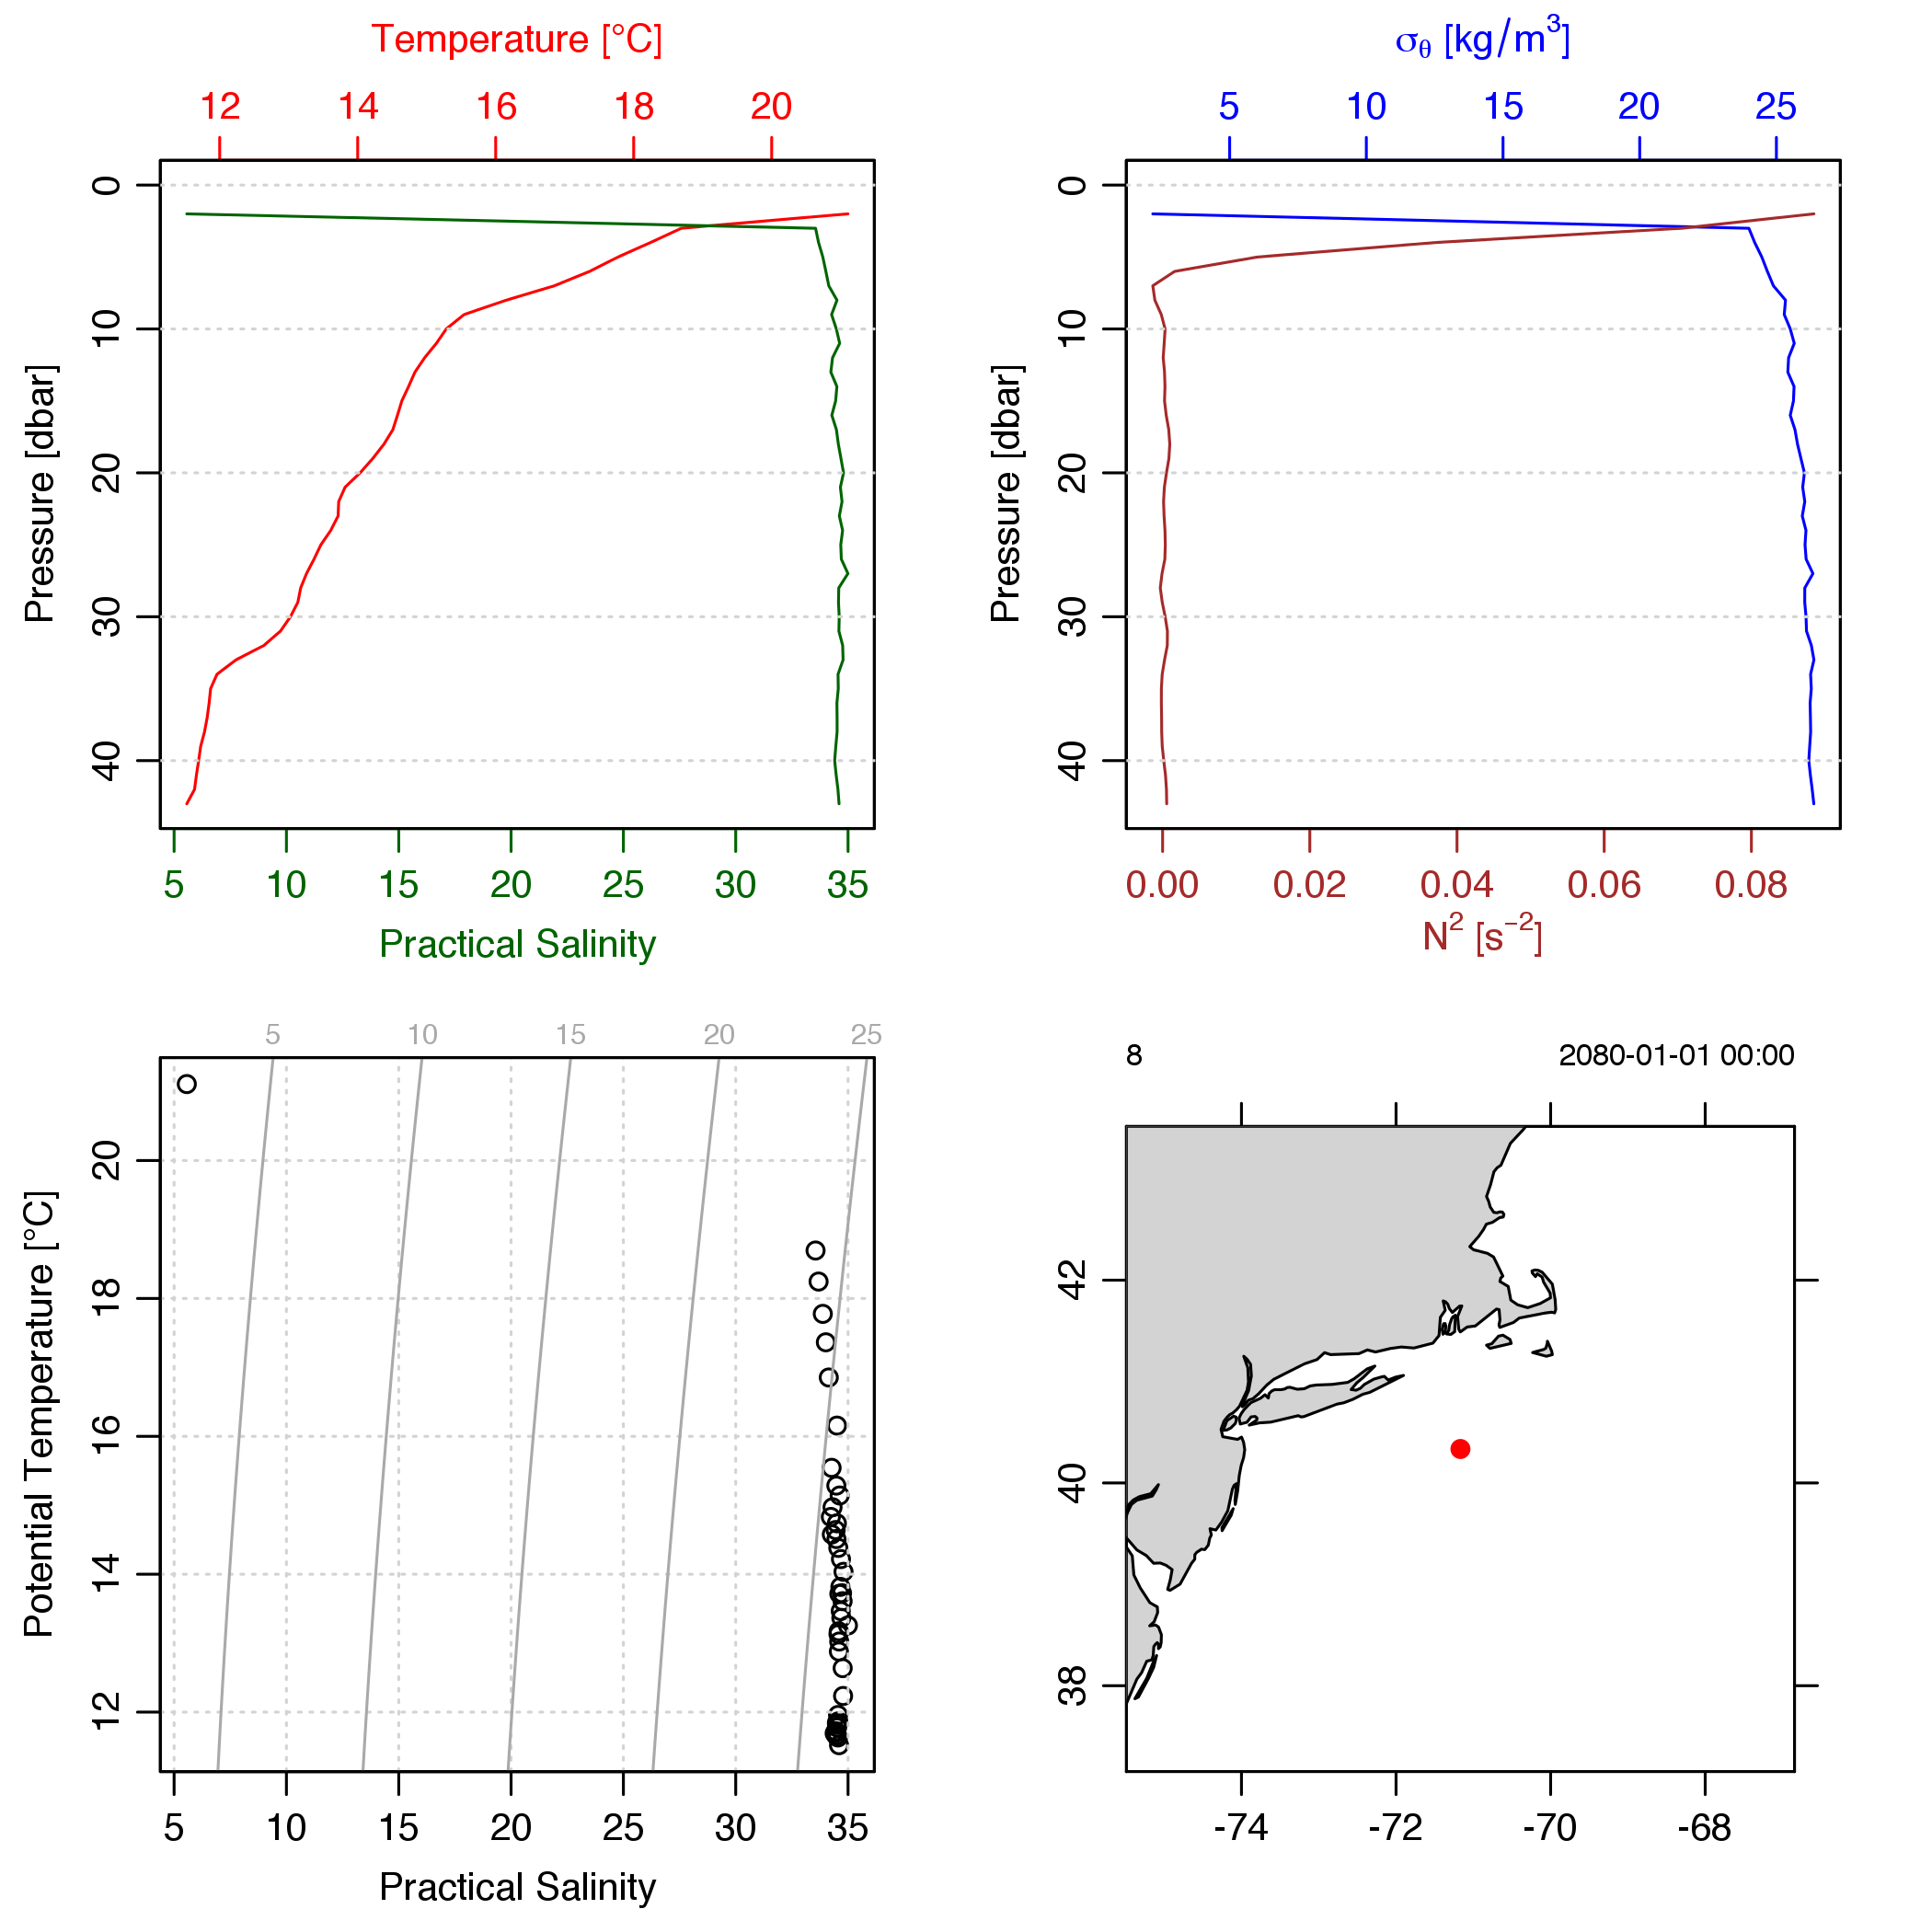 Temperature [°C]
12 14 16 18 20
0 10 20 30 40
Pressure [dbar]
5 10 15 20 25 30 35
Practical Salinity
σθ [kg/m³]
5 10 15 20 25
0 10 20 30 40
Pressure [dbar]
0.00 0.02 0.04 0.06 0.08
N² [s⁻²]
5 10 15 20 25
20 18 16 14 12
Potential Temperature [°C]
5 10 15 20 25 30 35
Practical Salinity
8 2080-01-01 00:00
42 40 38
-74 -72 -70 -68